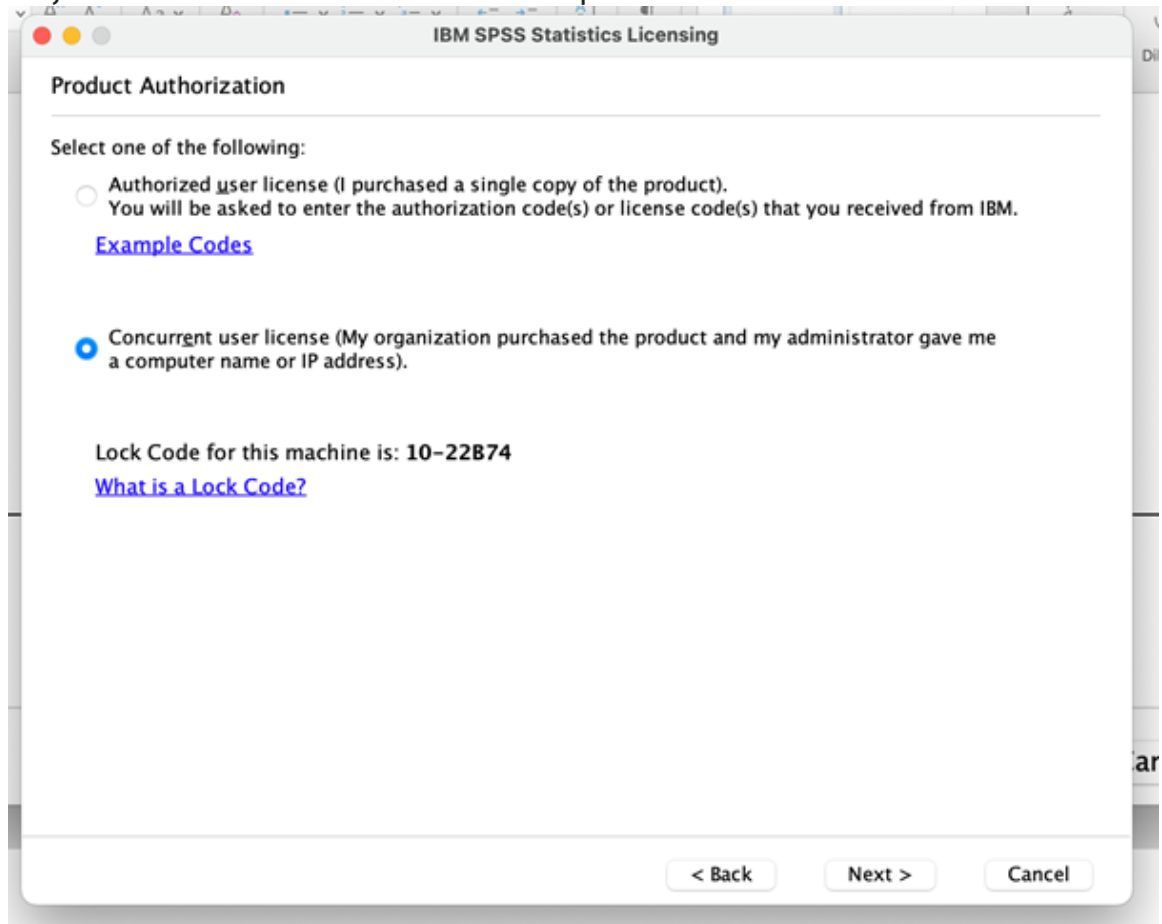 IBM SPSS Statistics Licensing
Product Authorization
Select one of the following:
Authorized user license (I purchased a single copy of the product).
You will be asked to enter the authorization code(s) or license code(s) that you received from IBM.
Example Codes
Concurrent user license (My organization purchased the product and my administrator gave me
a computer name or IP address).
Lock Code for this machine is: 10-22B74
What is a Lock Code?
< Back Next > Cancel